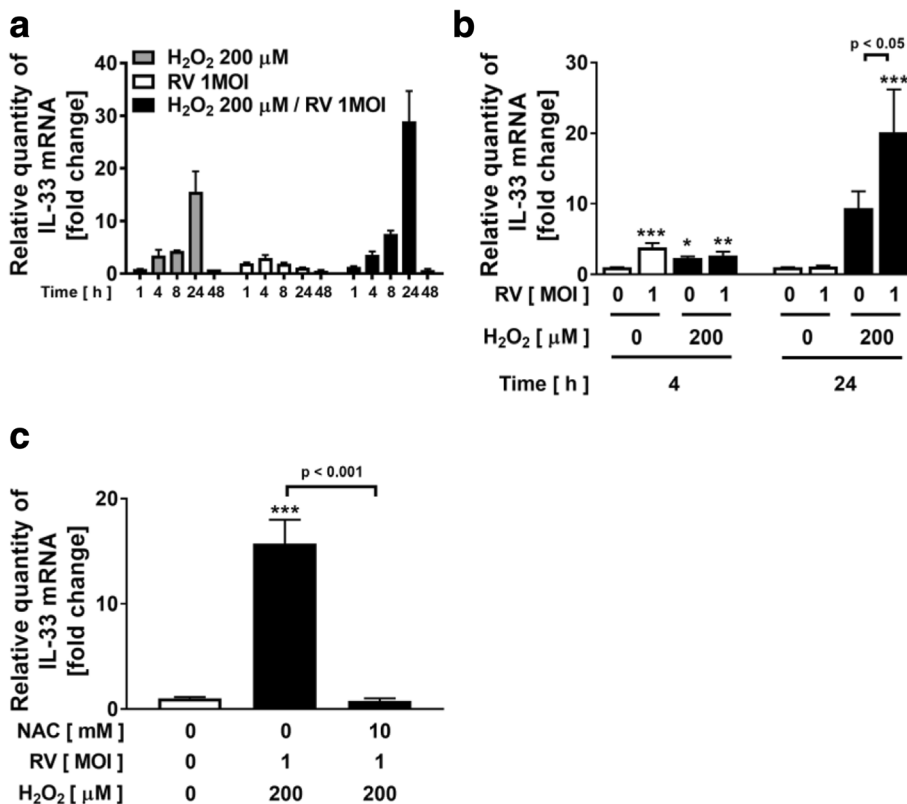 a
Relative quantity of
IL-33 mRNA
[fold change]
40
30
20
10
0
H₂O₂ 200 μM
RV 1MOI
H₂O₂ 200 μM / RV 1MOI
Time [ h ] 1 4 8 24 48 1 4 8 24 48 1 4 8 24 48
b
Relative quantity of
IL-33 mRNA
[fold change]
30
20
10
0
p < 0.05
***
*** * **
RV [ MOI ] 0 1 0 1 0 1 0 1
H₂O₂ [ μM ] 0 200 0 200
Time [ h ] 4 24
c
Relative quantity of
IL-33 mRNA
[fold change]
20
10
0
p < 0.001
***
NAC [ mM ] 0 0 10
RV [ MOI ] 0 1 1
H₂O₂ [ μM ] 0 200 200